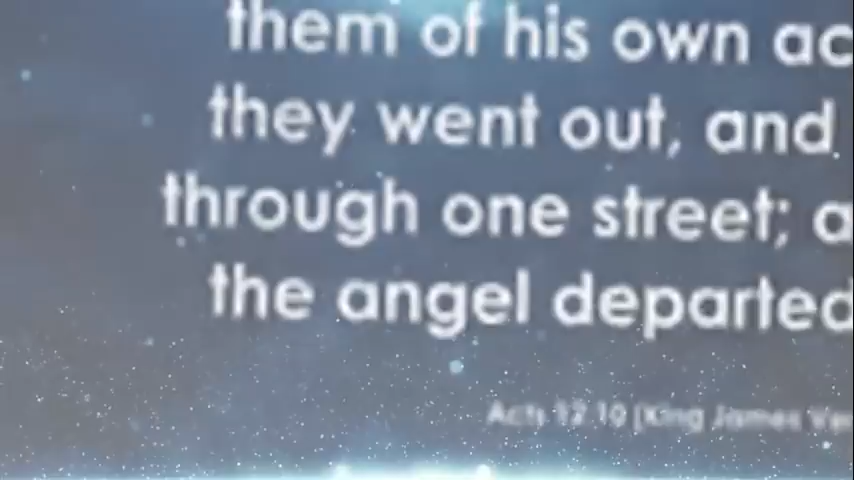 them of his own ac
they went out, and
through one street; a
the angel departed
Acts 12:10 (King James Ve